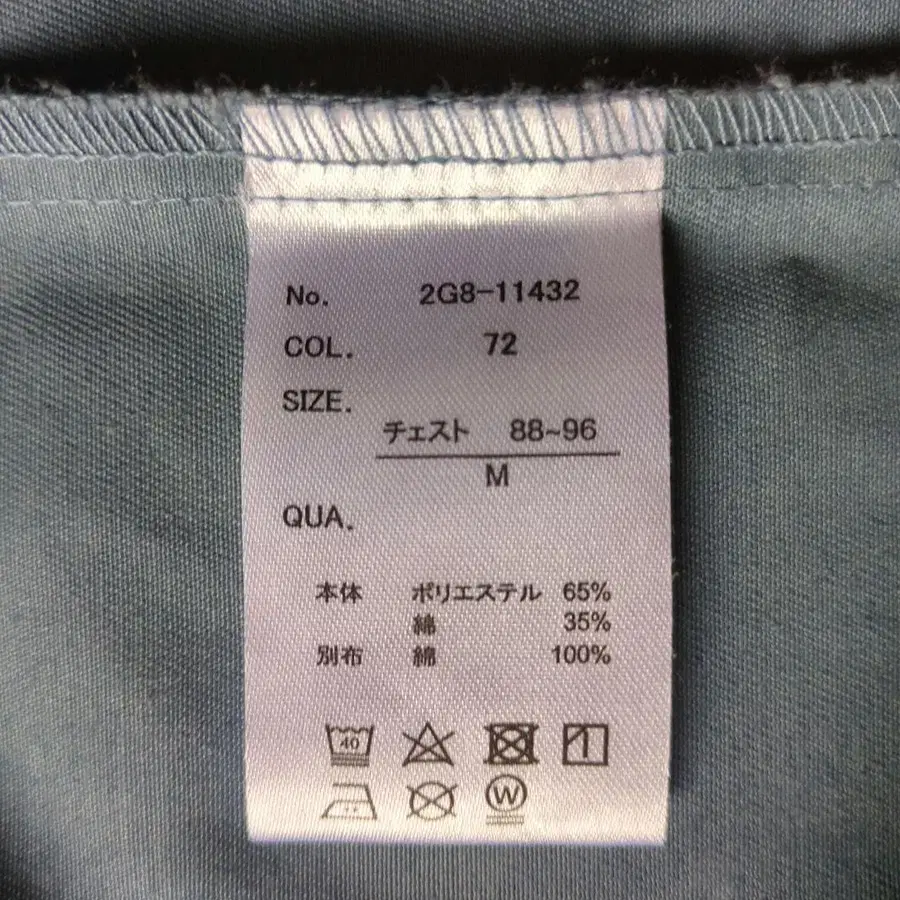 No. 2G8-11432
COL. 72
SIZE.
チェスト 88~96
M
QUA.
本体 ポリエステル 65%
綿 35%
別布 綿 100%
40
W